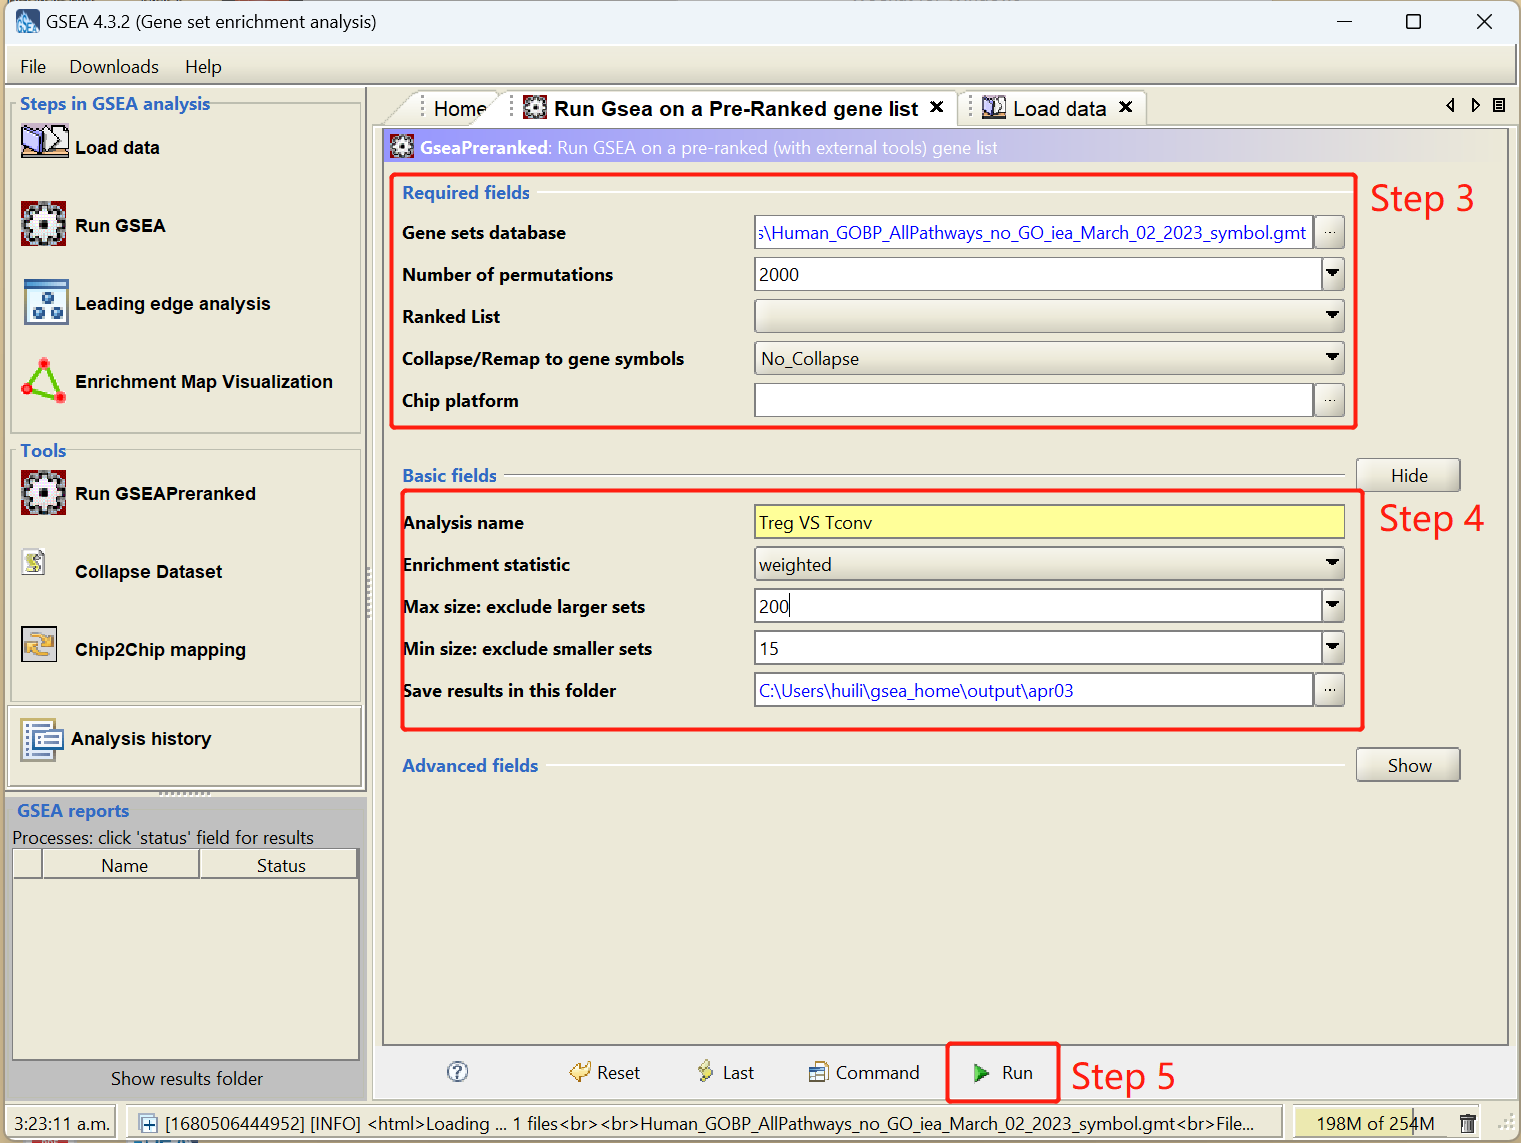 GSEA 4.3.2 (Gene set enrichment analysis)
File Downloads Help
Steps in GSEA analysis
Load data
Run GSEA
Leading edge analysis
Enrichment Map Visualization
Tools
Run GSEAPreranked
Collapse Dataset
Chip2Chip mapping
Analysis history
GSEA reports
Processes: click 'status' field for results
Name Status
Show results folder
Home Run Gsea on a Pre-Ranked gene list Load data
GseaPreranked: Run GSEA on a pre-ranked (with external tools) gene list
Required fields
Step 3
Gene sets database s\Human_GOBP_AllPathways_no_GO_iea_March_02_2023_symbol.gmt ...
Number of permutations 2000
Ranked List
Collapse/Remap to gene symbols No_Collapse
Chip platform ...
Basic fields Hide
Step 4
Analysis name Treg VS Tconv
Enrichment statistic weighted
Max size: exclude larger sets 200
Min size: exclude smaller sets 15
Save results in this folder C:\Users\huili\gsea_home\output\apr03 ...
Advanced fields Show
? Reset Last Command Run Step 5
3:23:11 a.m. [1680506444952] [INFO] <html>Loading ... 1 files<br><br>Human_GOBP_AllPathways_no_GO_iea_March_02_2023_symbol.gmt<br>File... 198M of 254M